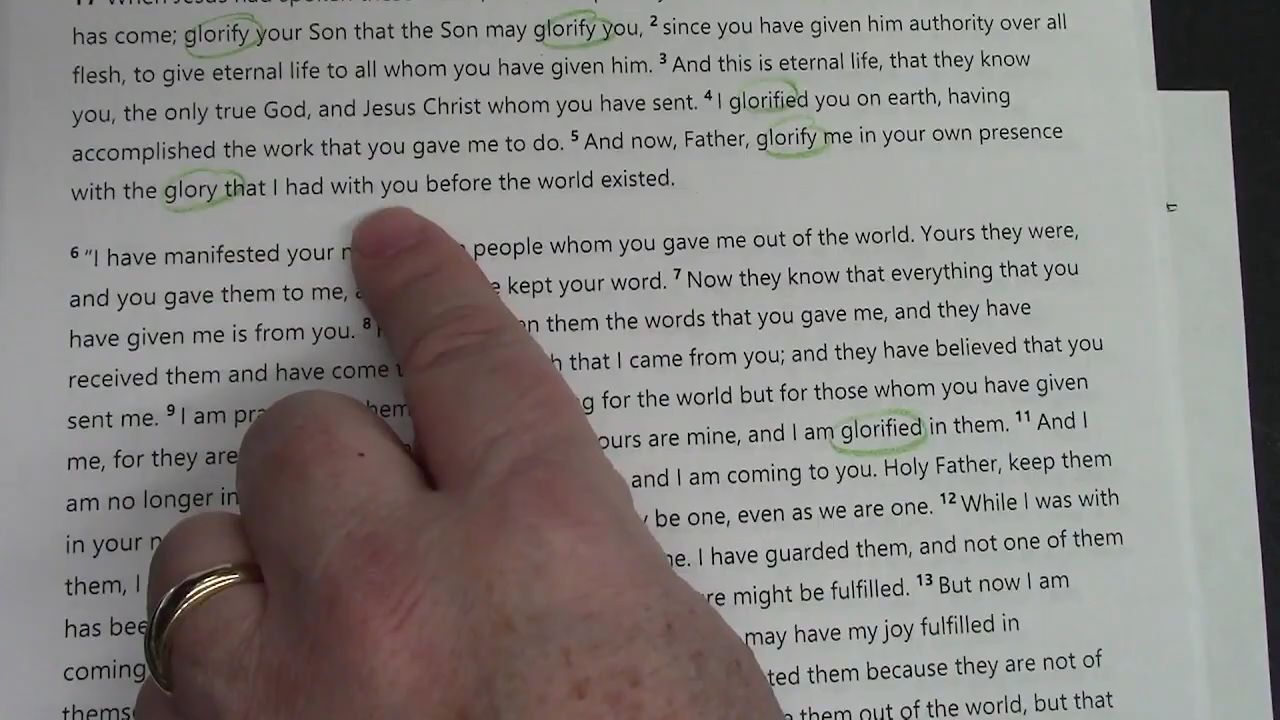 17 When Jesus had spoken these
has come; glorify your Son that the Son may glorify you, 2 since you have given him authority over all
flesh, to give eternal life to all whom you have given him. 3 And this is eternal life, that they know
you, the only true God, and Jesus Christ whom you have sent. 4 I glorified you on earth, having
accomplished the work that you gave me to do. 5 And now, Father, glorify me in your own presence
with the glory that I had with you before the world existed.
6 "I have manifested your people whom you gave me out of the world. Yours they were,
and you gave them to me, kept your word. 7 Now they know that everything that you
have given me is from you. 8 them the words that you gave me, and they have
received them and have come that I came from you; and they have believed that you
sent me. 9 I am for the world but for those whom you have given
me, for they are are mine, and I am glorified in them. 11 And I
am no longer in and I am coming to you. Holy Father, keep them
in your be one, even as we are one. 12 While I was with
them, I I have guarded them, and not one of them
has might be fulfilled. 13 But now I am
coming may have my joy fulfilled in
them because they are not of
them out of the world, but that